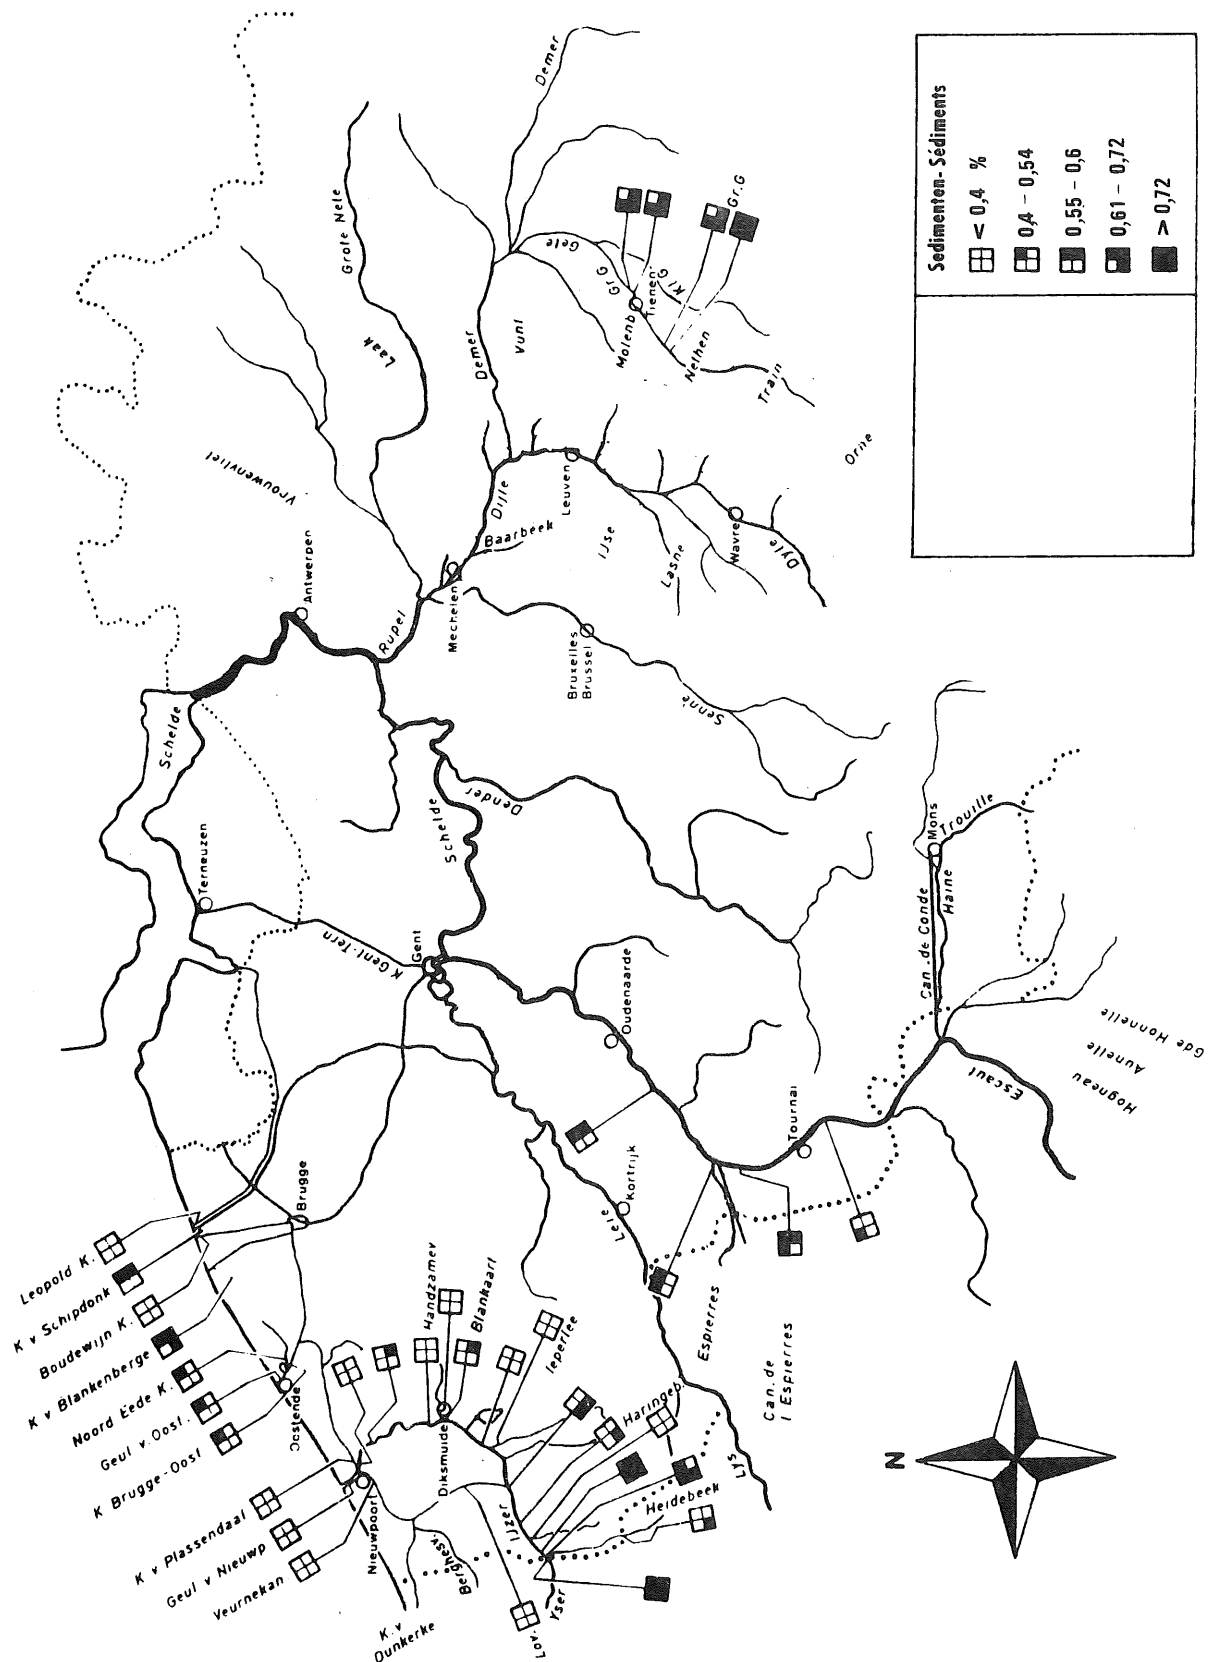 Sedimenten-Sédiments
< 0,4 %
0,4 – 0,54
0,55 – 0,6
0,61 – 0,72
> 0,72
Demer
Grote Nete
Laak
Gete
Gr G
Kl G
Gr.G
Tienen
Molenb
Nethen
Train
Orne
Demer
Vunt
Vrouwenvliet
Antwerpen
Rupel
Mechelen
Dijle
Baarbeek
Leuven
IJse
Lasne
Wavre
Dyle
Bruxelles
Brussel
Senne
Schelde
Schelde
Dender
Terneuzen
K Gent-Tern
Gent
Oudenaarde
Mons
Trouille
Haine
Can.de Conde
Gde Honnelle
Aunelle
Hogneau
Escaut
Tournai
Kortrijk
Leie
Brugge
Leopold K.
K v Schipdonk
Boudewijn K.
K v Blankenberge
Noord Eede K.
Geul v. Oost.
K Brugge-Oost
Oostende
K v Plassendaal
Geul v Nieuwp
Veurnekan
Nieuwpoort
Diksmuide
Handzamev
Blankaart
Ieperlee
Haringeb.
Espierres
Can. de
l Espierres
Lys
Heidebeek
IJzer
Yser
Lov.
Berghesv.
K. v
Dunkerke
N